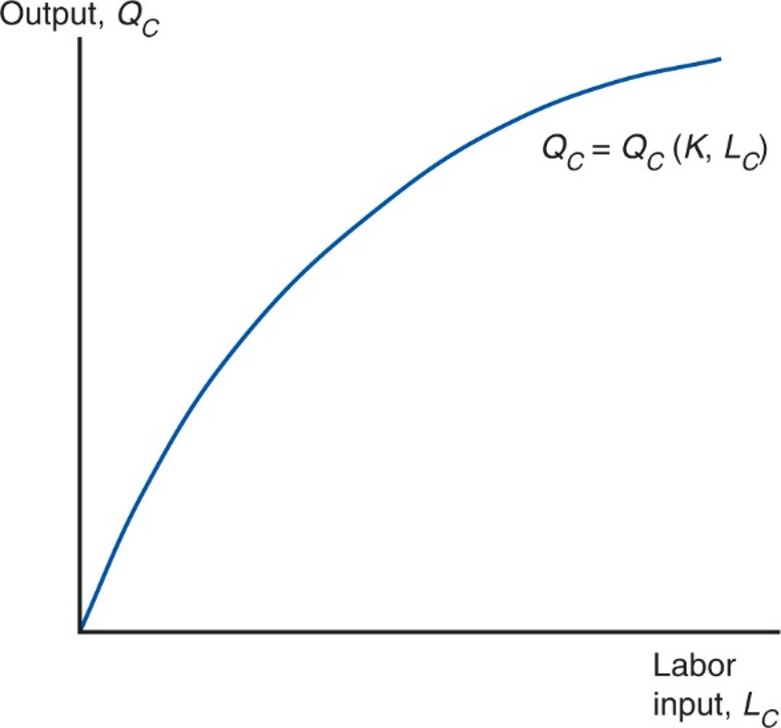 Output, Q_C
Q_C = Q_C (K, L_C)
Labor
input, L_C